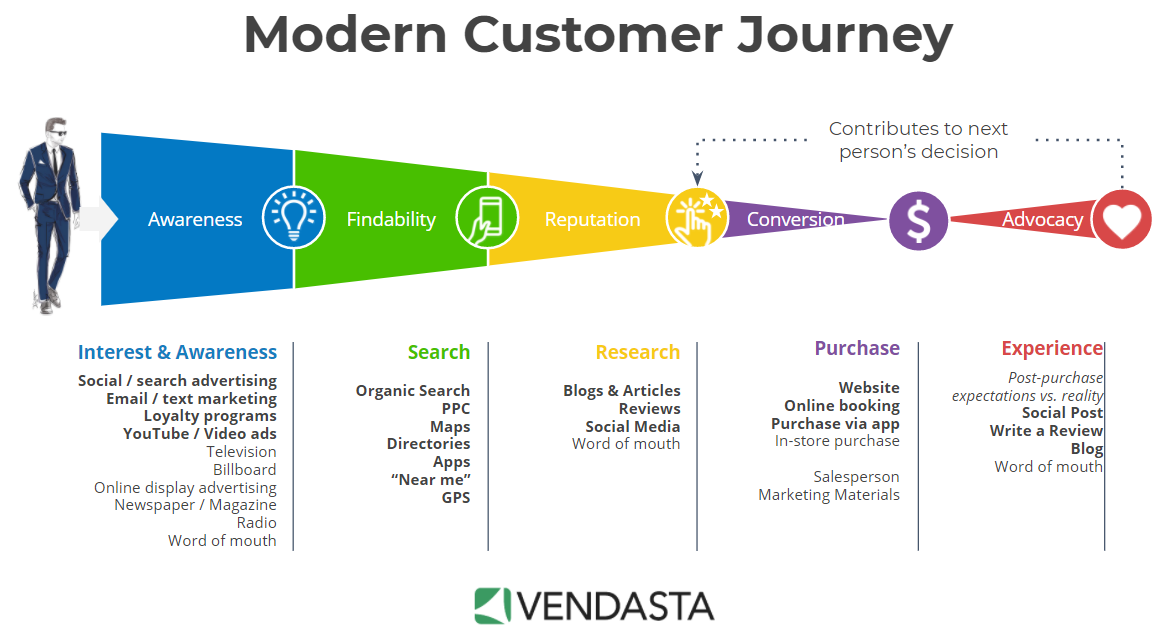 Modern Customer Journey
Contributes to next
person's decision
Awareness
Findability
Reputation
Conversion
$
Advocacy
Interest & Awareness
Social / search advertising
Email / text marketing
Loyalty programs
YouTube / Video ads
Television
Billboard
Online display advertising
Newspaper / Magazine
Radio
Word of mouth
Search
Organic Search
PPC
Maps
Directories
Apps
“Near me”
GPS
Research
Blogs & Articles
Reviews
Social Media
Word of mouth
Purchase
Website
Online booking
Purchase via app
In-store purchase
Salesperson
Marketing Materials
Experience
Post-purchase
expectations vs. reality
Social Post
Write a Review
Blog
Word of mouth
VENDASTA